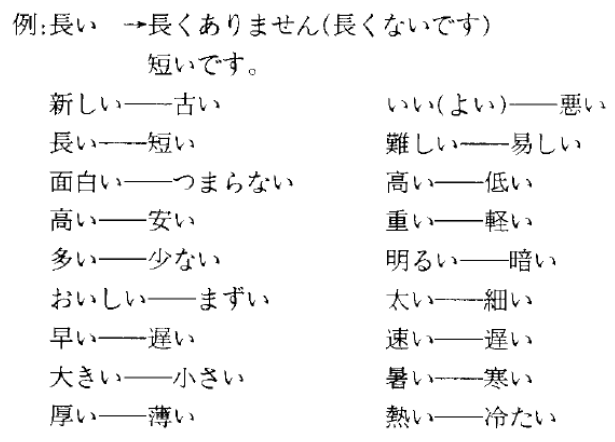 例:長い →長くありません(長くないです)
短いです。
新しい——古い いい(よい)——悪い
長い——短い 難しい——易しい
面白い——つまらない 高い——低い
高い——安い 重い——軽い
多い——少ない 明るい——暗い
おいしい——まずい 太い——細い
早い——遅い 速い——遅い
大きい——小さい 暑い——寒い
厚い——薄い 熱い——冷たい